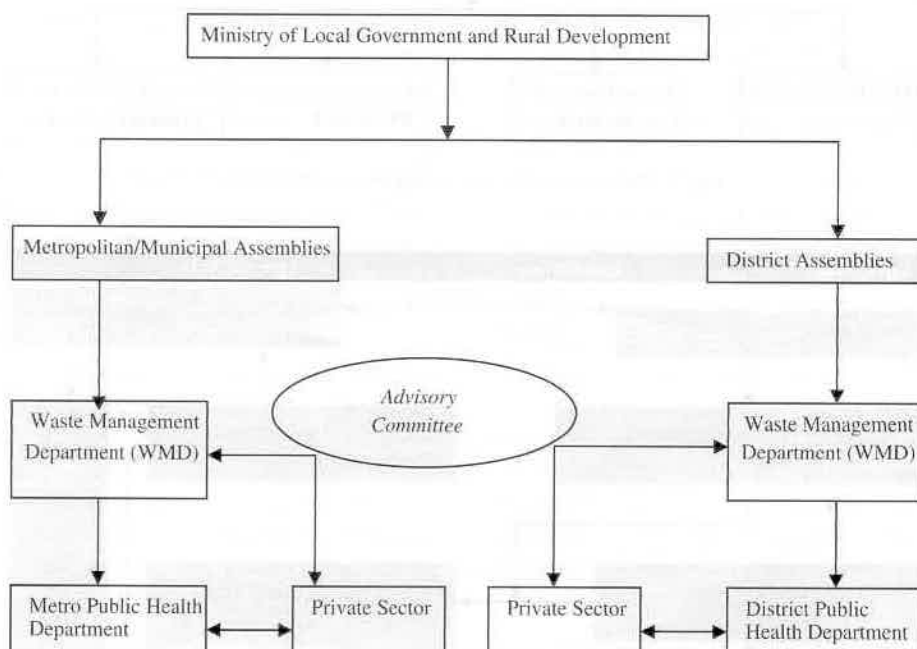 Ministry of Local Government and Rural Development
Metropolitan/Municipal Assemblies
District Assemblies
Advisory
Committee
Waste Management
Department (WMD)
Waste Management
Department (WMD)
Metro Public Health
Department
Private Sector
Private Sector
District Public
Health Department